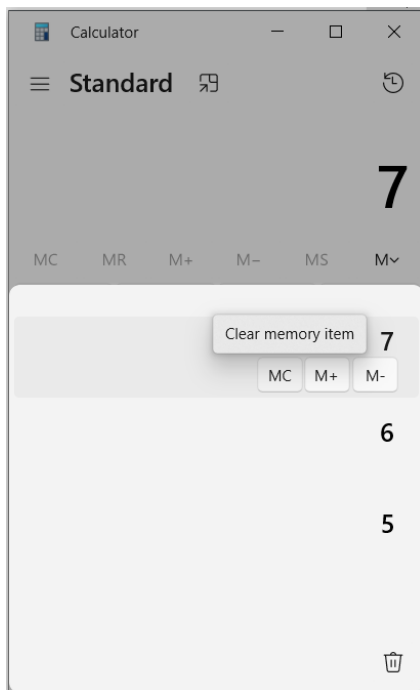 Calculator
Standard
7
MC MR M+ M− MS M
Clear memory item
7
MC M+ M-
6
5